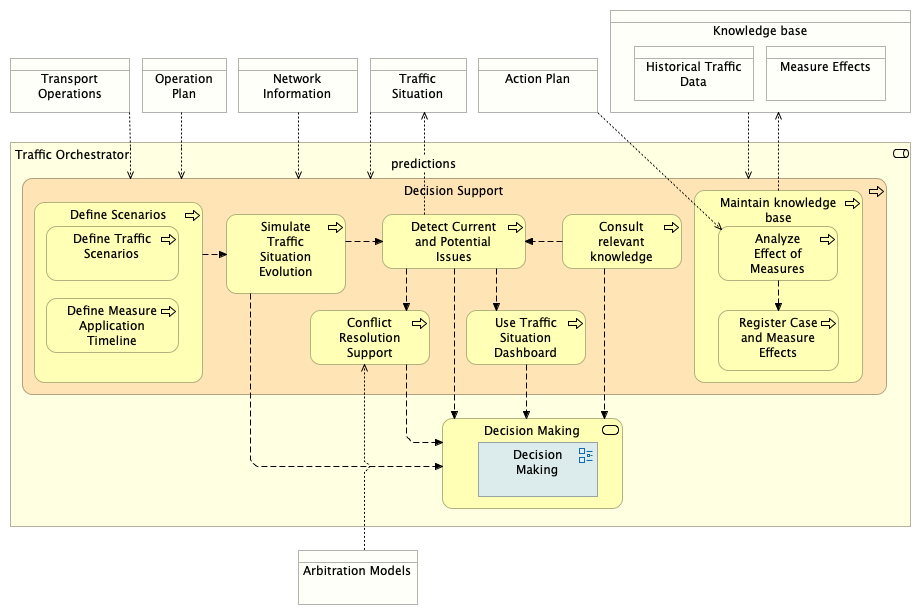 Knowledge base
Historical Traffic
Data
Measure Effects
Transport
Operations
Operation
Plan
Network
Information
Traffic
Situation
Action Plan
Traffic Orchestrator
predictions
Decision Support
Define Scenarios
Define Traffic
Scenarios
Define Measure
Application
Timeline
Simulate
Traffic
Situation
Evolution
Detect Current
and Potential
Issues
Consult
relevant
knowledge
Maintain knowledge
base
Analyze
Effect of
Measures
Register Case
and Measure
Effects
Conflict
Resolution
Support
Use Traffic
Situation
Dashboard
Decision Making
Decision
Making
Arbitration Models